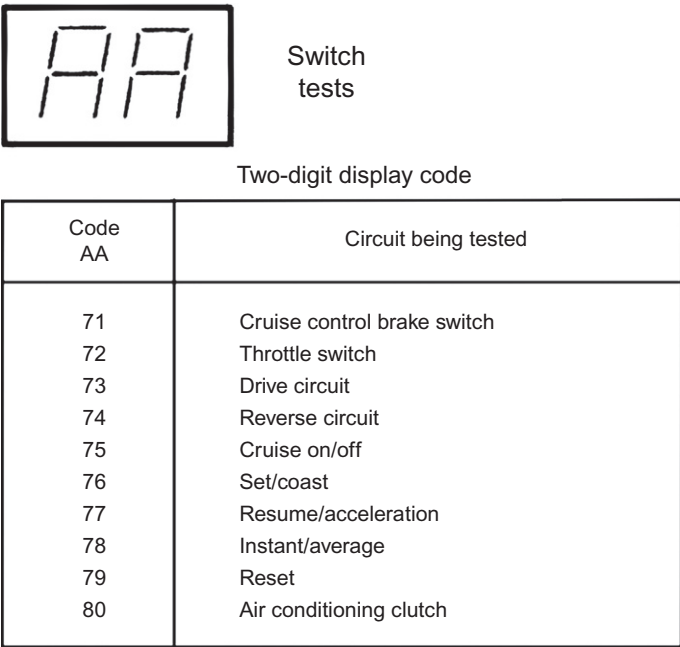 AA
Switch
tests
Two-digit display code
Code
AA
Circuit being tested
71 Cruise control brake switch
72 Throttle switch
73 Drive circuit
74 Reverse circuit
75 Cruise on/off
76 Set/coast
77 Resume/acceleration
78 Instant/average
79 Reset
80 Air conditioning clutch